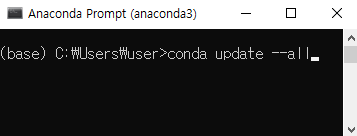 Anaconda Prompt (anaconda3)
(base) C:₩Users₩user>conda update --all